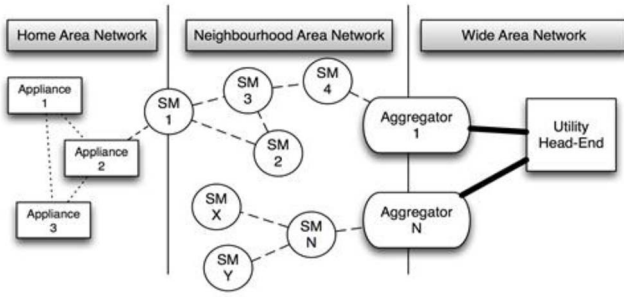 Home Area Network
Neighbourhood Area Network
Wide Area Network
Appliance
1
Appliance
2
Appliance
3
SM
1
SM
3
SM
4
SM
2
SM
X
SM
Y
SM
N
Aggregator
1
Aggregator
N
Utility
Head-End